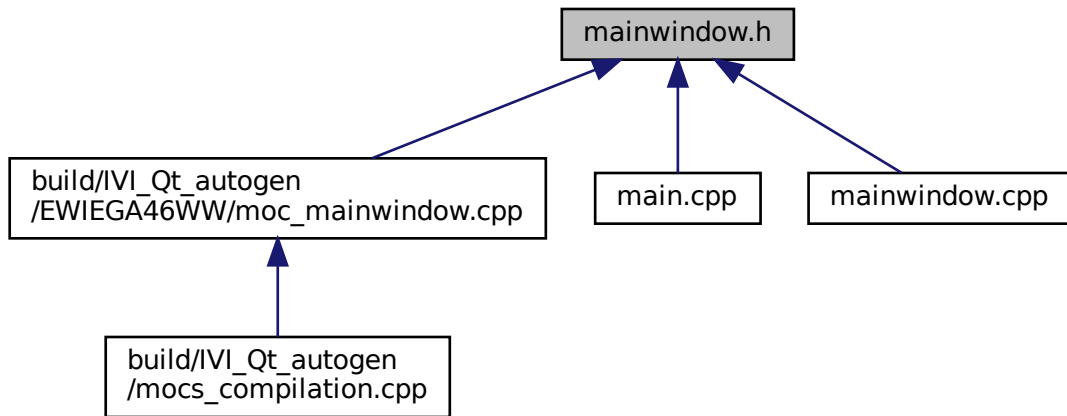 mainwindow.h
build/IVI_Qt_autogen
/EWIEGA46WW/moc_mainwindow.cpp
main.cpp
mainwindow.cpp
build/IVI_Qt_autogen
/mocs_compilation.cpp